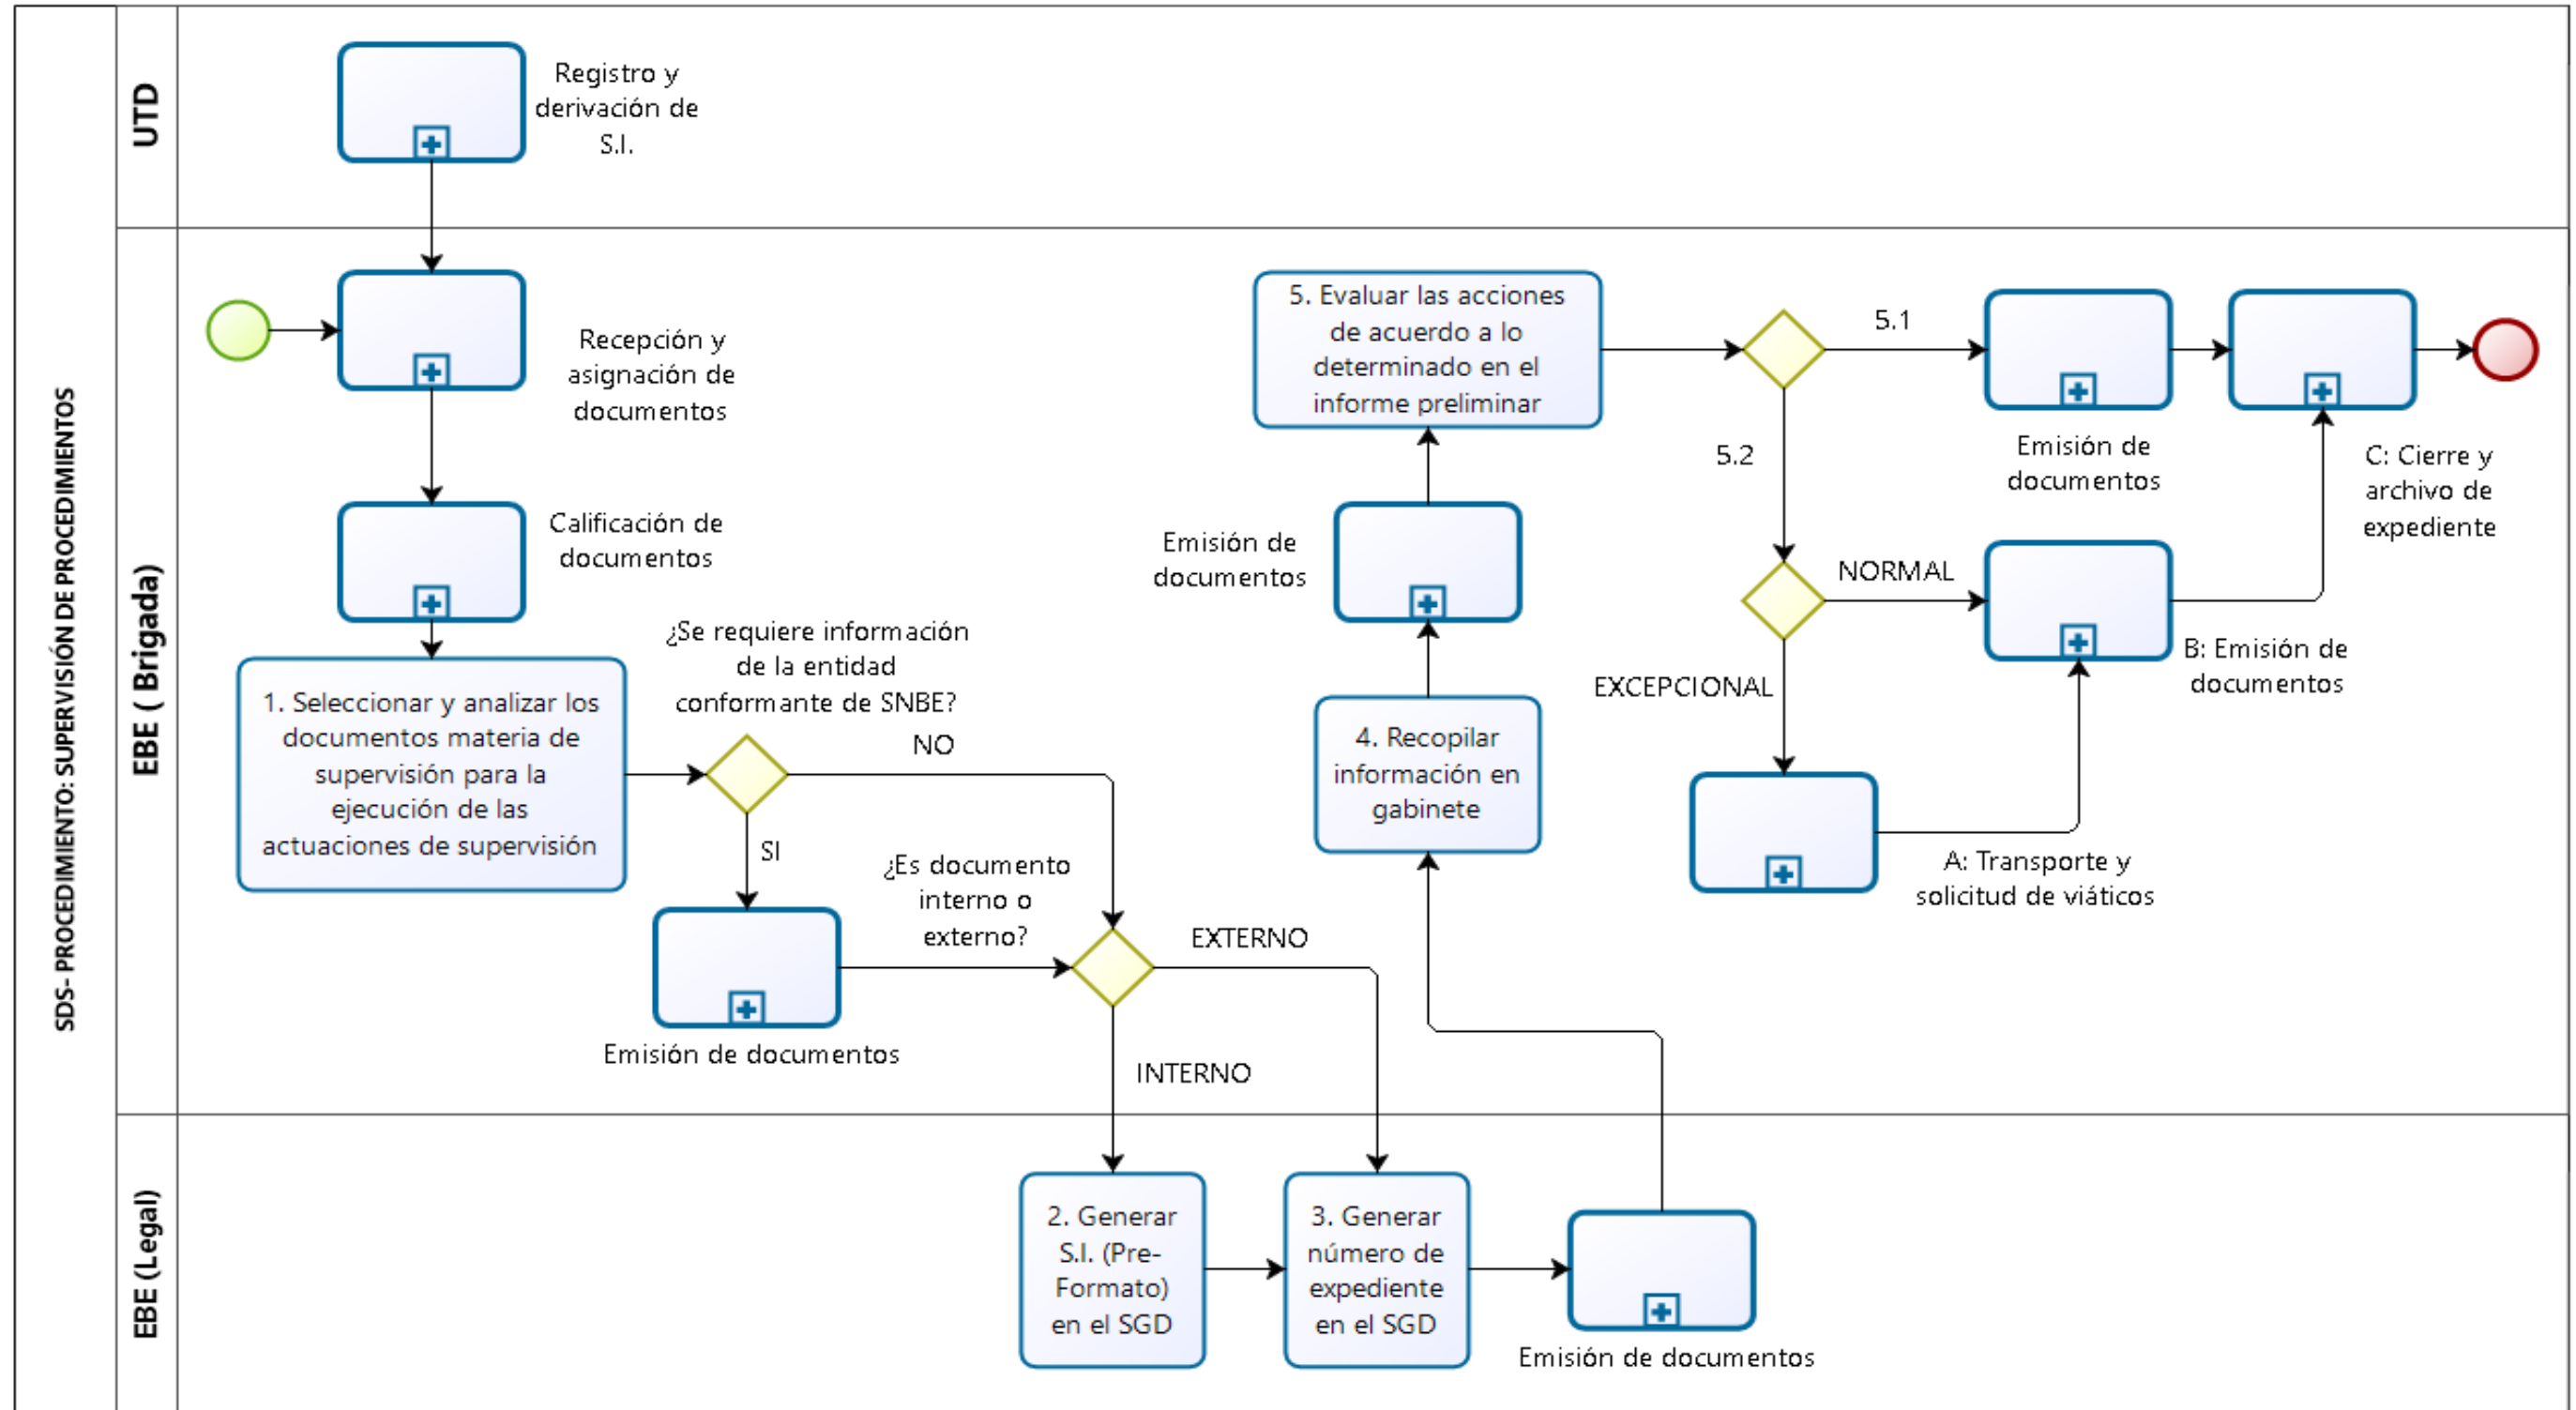 SDS- PROCEDIMIENTO: SUPERVISIÓN DE PROCEDIMIENTOS
UTD
Registro y
derivación de
S.I.
EBE ( Brigada)
Recepción y
asignación de
documentos
Calificación de
documentos
1. Seleccionar y analizar los
documentos materia de
supervisión para la
ejecución de las
actuaciones de supervisión
¿Se requiere información
de la entidad
conformante de SNBE?
NO
SI
Emisión de documentos
¿Es documento
interno o
externo?
EXTERNO
INTERNO
5. Evaluar las acciones
de acuerdo a lo
determinado en el
informe preliminar
Emisión de
documentos
4. Recopilar
información en
gabinete
5.1
5.2
Emisión de
documentos
C: Cierre y
archivo de
expediente
NORMAL
B: Emisión de
documentos
EXCEPCIONAL
A: Transporte y
solicitud de viáticos
EBE (Legal)
2. Generar
S.I. (Pre-
Formato)
en el SGD
3. Generar
número de
expediente
en el SGD
Emisión de documentos